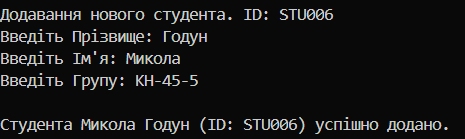 Додавання нового студента. ID: STU006
Введіть Прізвище: Годун
Введіть Ім'я: Микола
Введіть Групу: КН-45-5
Студента Микола Годун (ID: STU006) успішно додано.